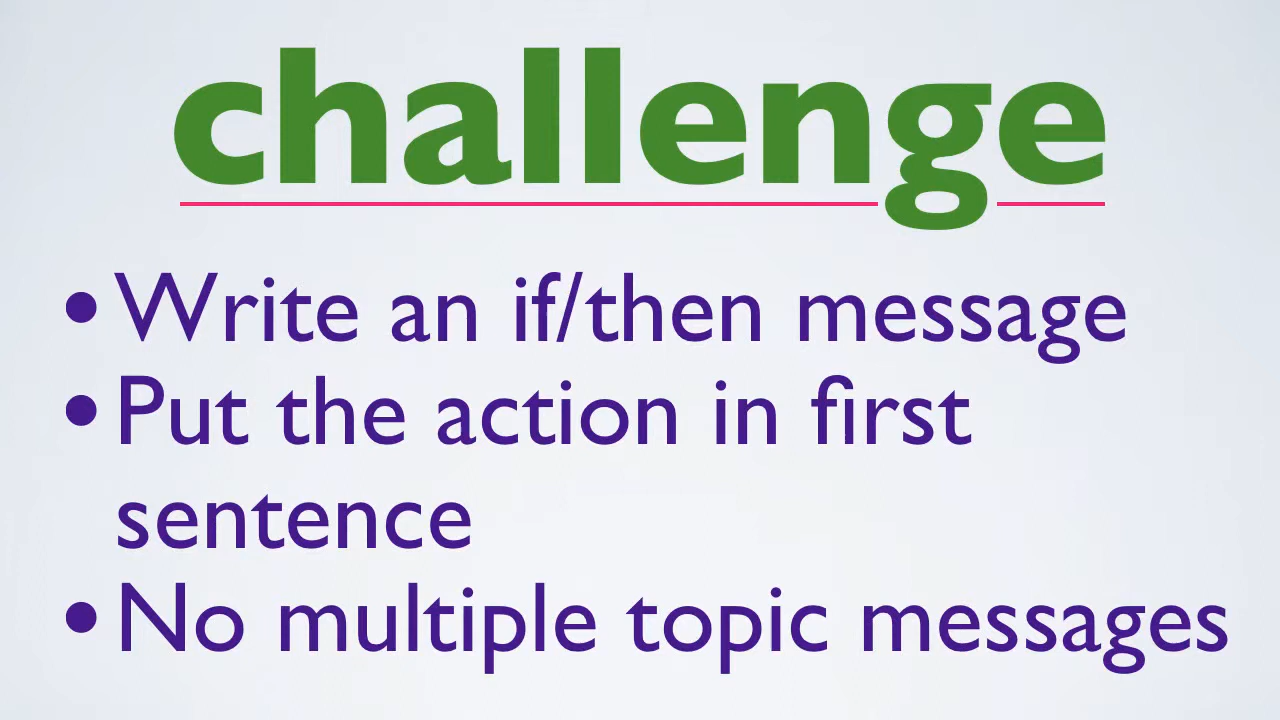 challenge
• Write an if/then message
• Put the action in first
sentence
• No multiple topic messages